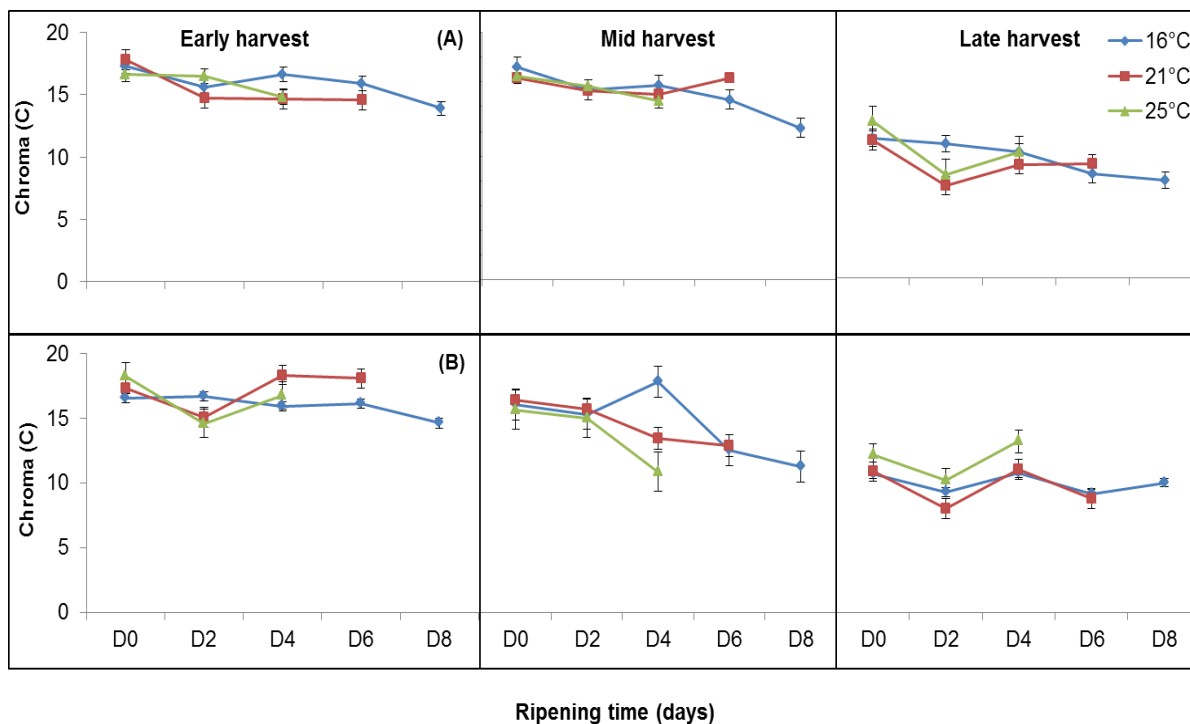 Early harvest (A) Mid harvest Late harvest
16°C
21°C
25°C
Chroma (C)
20
15
10
5
0
(B)
Chroma (C)
20
15
10
5
0
D0 D2 D4 D6 D8 D0 D2 D4 D6 D8 D0 D2 D4 D6 D8
Ripening time (days)